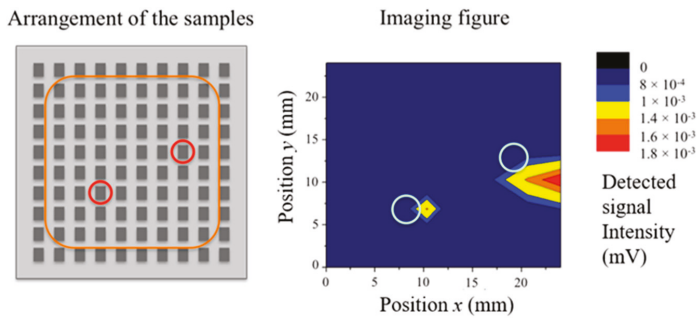 Arrangement of the samples
Imaging figure
Position y (mm)
20
15
10
5
0
0
5
10
15
20
Position x (mm)
0
8 × 10⁻⁴
1 × 10⁻³
1.4 × 10⁻³
1.6 × 10⁻³
1.8 × 10⁻³
Detected
signal
Intensity
(mV)